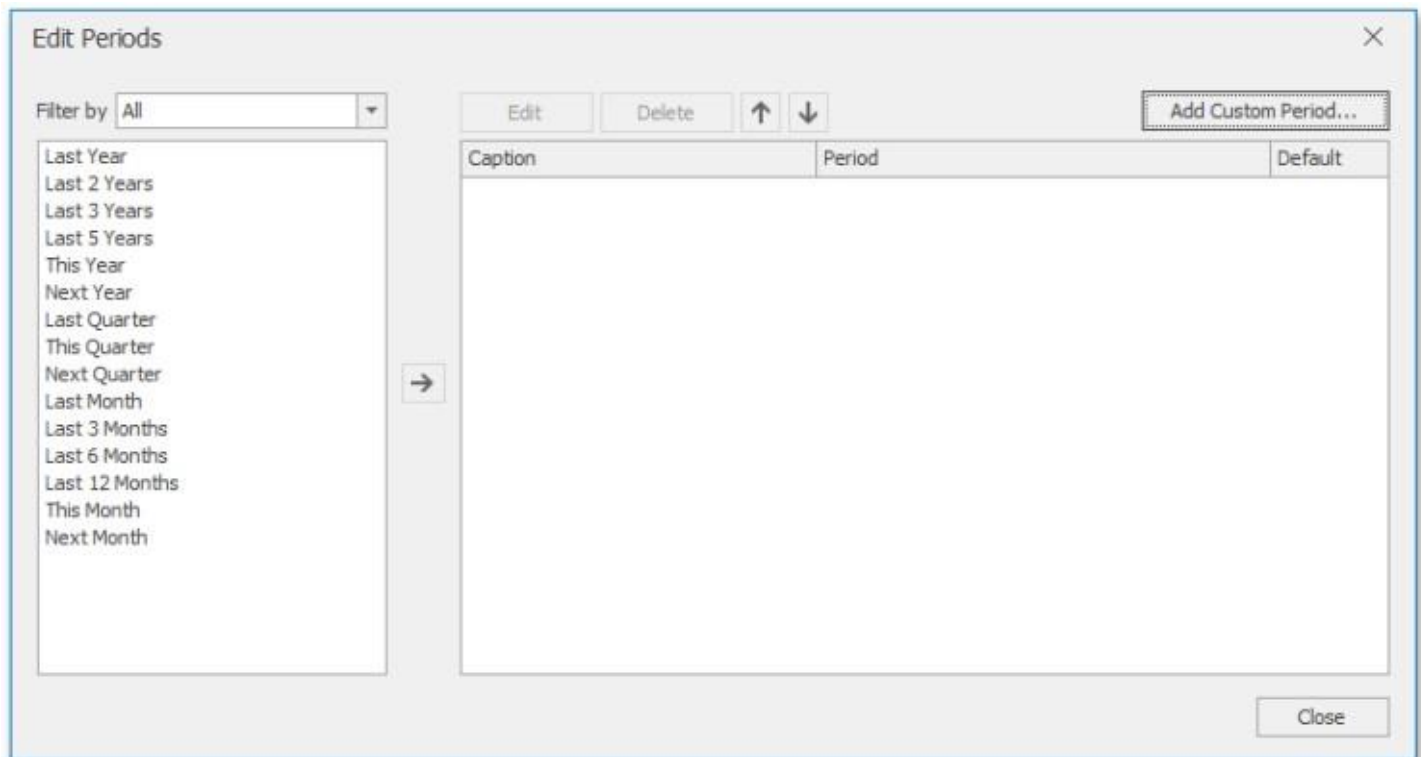 Edit Periods
Filter by All
Edit Delete Add Custom Period...
Last Year
Last 2 Years
Last 3 Years
Last 5 Years
This Year
Next Year
Last Quarter
This Quarter
Next Quarter
Last Month
Last 3 Months
Last 6 Months
Last 12 Months
This Month
Next Month
Caption Period Default
Close